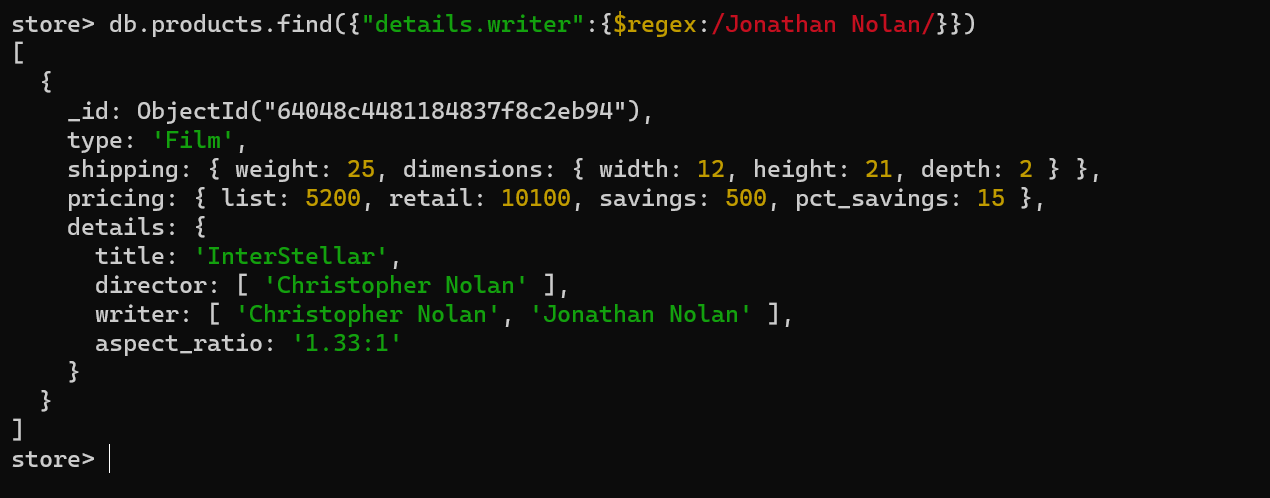 store> db.products.find({"details.writer":{$regex:/Jonathan Nolan/}})
[
  {
    _id: ObjectId("64048c4481184837f8c2eb94"),
    type: 'Film',
    shipping: { weight: 25, dimensions: { width: 12, height: 21, depth: 2 } },
    pricing: { list: 5200, retail: 10100, savings: 500, pct_savings: 15 },
    details: {
      title: 'InterStellar',
      director: [ 'Christopher Nolan' ],
      writer: [ 'Christopher Nolan', 'Jonathan Nolan' ],
      aspect_ratio: '1.33:1'
    }
  }
]
store>